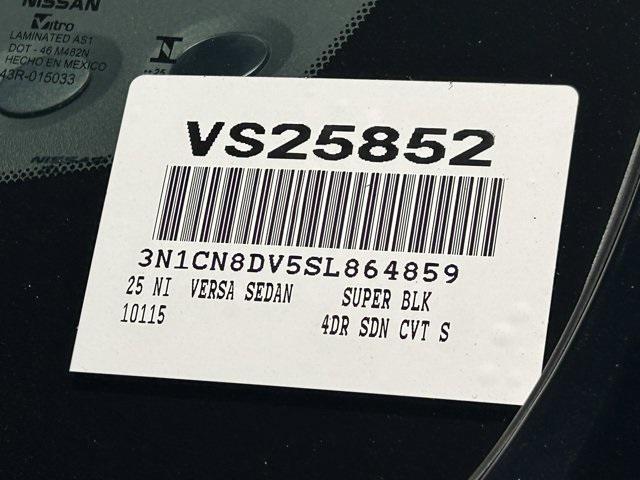 NISSAN
Vitro
LAMINATED AS1
DOT - 46 M482N
HECHO EN MEXICO
43R-015033
NISSAN
VS25852
3N1CN8DV5SL864859
25 NI VERSA SEDAN SUPER BLK
10115 4DR SDN CVT S